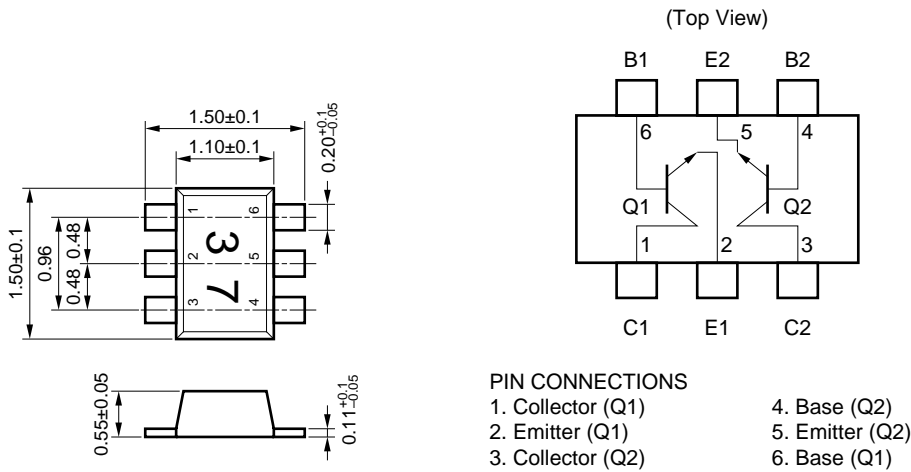 1.50±0.1
1.10±0.1
0.20+0.1 −0.05
1.50±0.1
0.96
0.48
0.48
1
2
3
6
5
4
3 7
0.55±0.05
0.11+0.1 −0.05
(Top View)
B1 E2 B2
6 5 4
Q1 Q2
1 2 3
C1 E1 C2
PIN CONNECTIONS
1. Collector (Q1)
2. Emitter (Q1)
3. Collector (Q2)
4. Base (Q2)
5. Emitter (Q2)
6. Base (Q1)